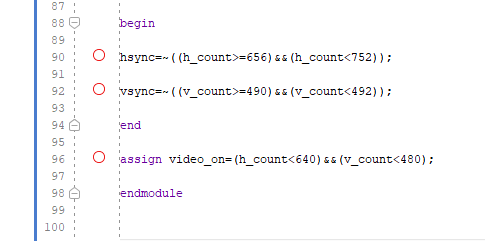 87
88 begin
89
90 hsync=~((h_count>=656)&&(h_count<752));
91
92 vsync=~((v_count>=490)&&(v_count<492));
93
94 end
95
96 assign video_on=(h_count<640)&&(v_count<480);
97
98 endmodule
99
100